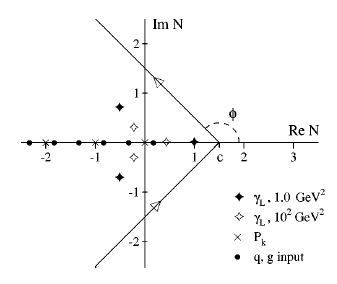 Im N
2
1
ϕ
Re N
-2 -1 0 1 c 2 3
-1
-2
γL , 1.0 GeV²
γL , 10² GeV²
Pk
q, g input